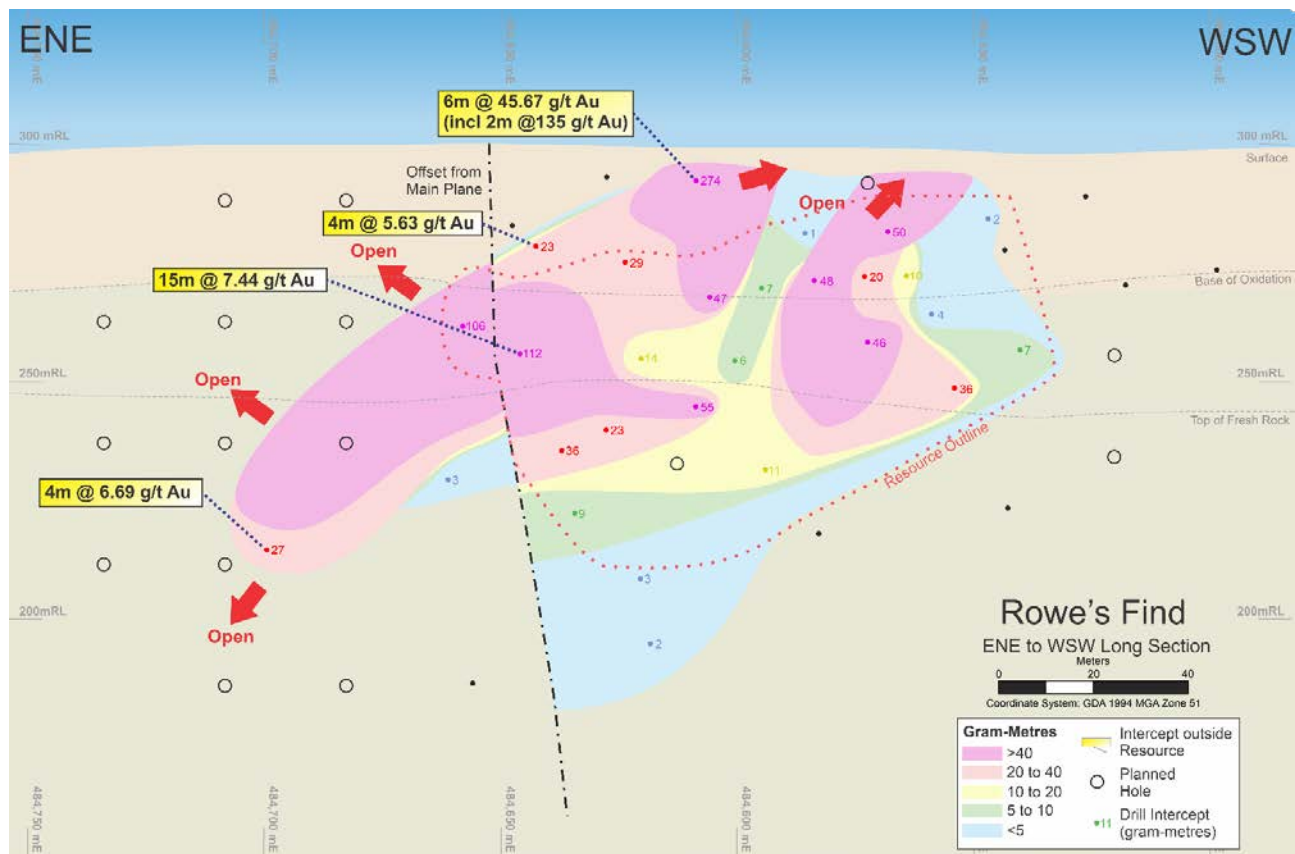 ENE
WSW
6m @ 45.67 g/t Au
(incl 2m @135 g/t Au)
300 mRL
300 mRL
Surface
Offset from
Main Plane
274
4m @ 5.63 g/t Au
Open
Open
2
1
50
23
29
15m @ 7.44 g/t Au
48
20
10
Base of Oxidation
7
47
4
106
112
46
7
14
6
Open
250mRL
250mRL
36
55
Top of Fresh Rock
23
36
11
Resource Outline
3
4m @ 6.69 g/t Au
9
27
3
Open
200mRL
200mRL
2
Rowe's Find
ENE to WSW Long Section
Meters
0 20 40
Coordinate System: GDA 1994 MGA Zone 51
Gram-Metres
>40
20 to 40
10 to 20
5 to 10
<5
Intercept outside
Resource
Planned
Hole
11
Drill Intercept
(gram-metres)
484,750 mE
484,700 mE
484,650 mE
484,600 mE